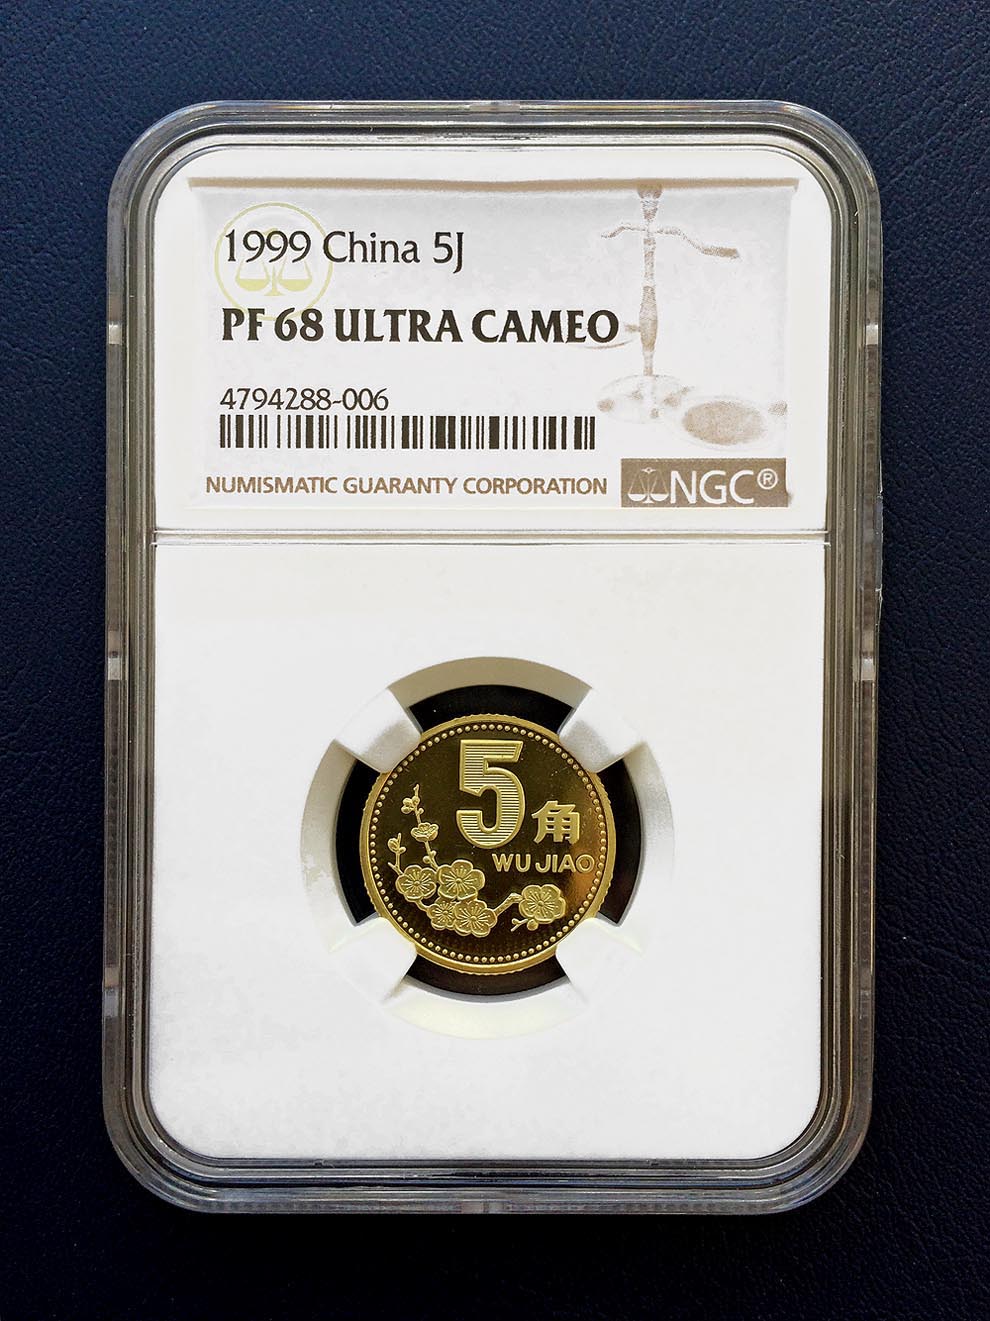 1999 China 5J
PF 68 ULTRA CAMEO
4794288-006
NUMISMATIC GUARANTY CORPORATION
NGC®
5角
WU JIAO